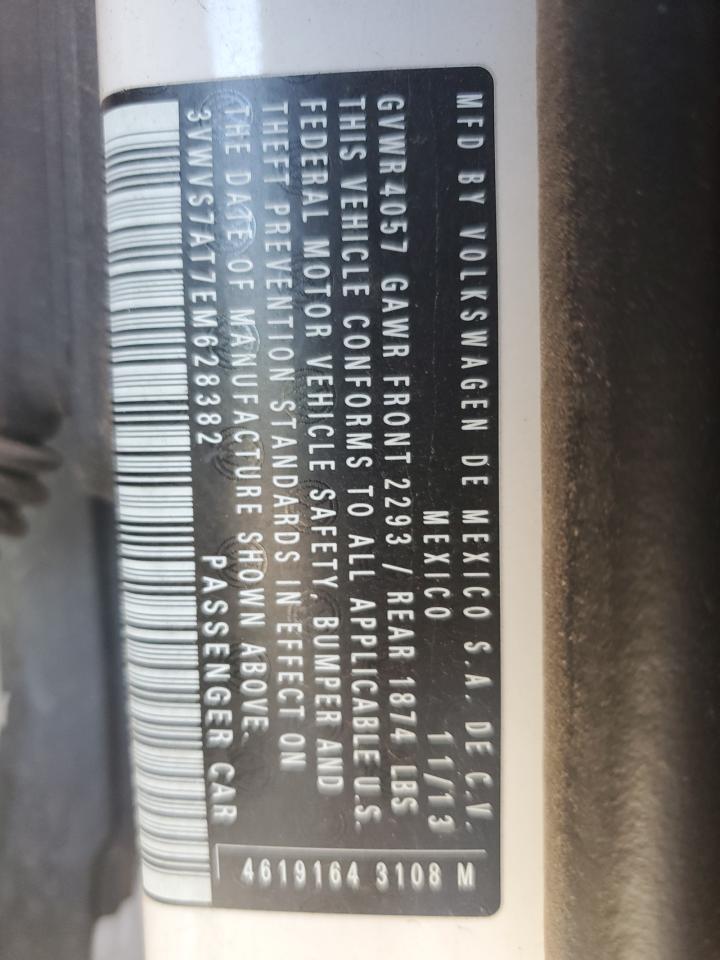 MFD BY VOLKSWAGEN DE MEXICO S.A. DE C.V.
MEXICO 11/13
GVWR4057 GAWR FRONT 2293 / REAR 1874 LBS
THIS VEHICLE CONFORMS TO ALL APPLICABLE U.S.
FEDERAL MOTOR VEHICLE SAFETY, BUMPER AND
THEFT PREVENTION STANDARDS IN EFFECT ON
THE DATE OF MANUFACTURE SHOWN ABOVE.
3VWVS7AT7EM628382 PASSENGER CAR
4619164 3108 M